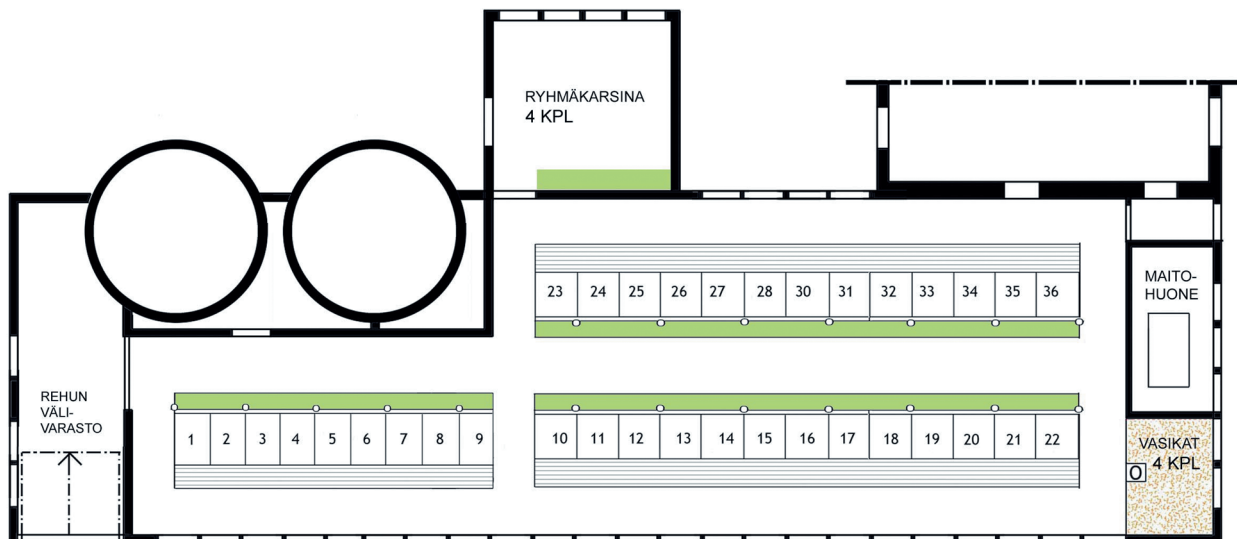 RYHMÄKARSINA
4 KPL
23 24 25 26 27 28 30 31 32 33 34 35 36
MAITO-
HUONE
REHUN
VÄLI-
VARASTO
1 2 3 4 5 6 7 8 9
10 11 12 13 14 15 16 17 18 19 20 21 22
VASIKAT
4 KPL